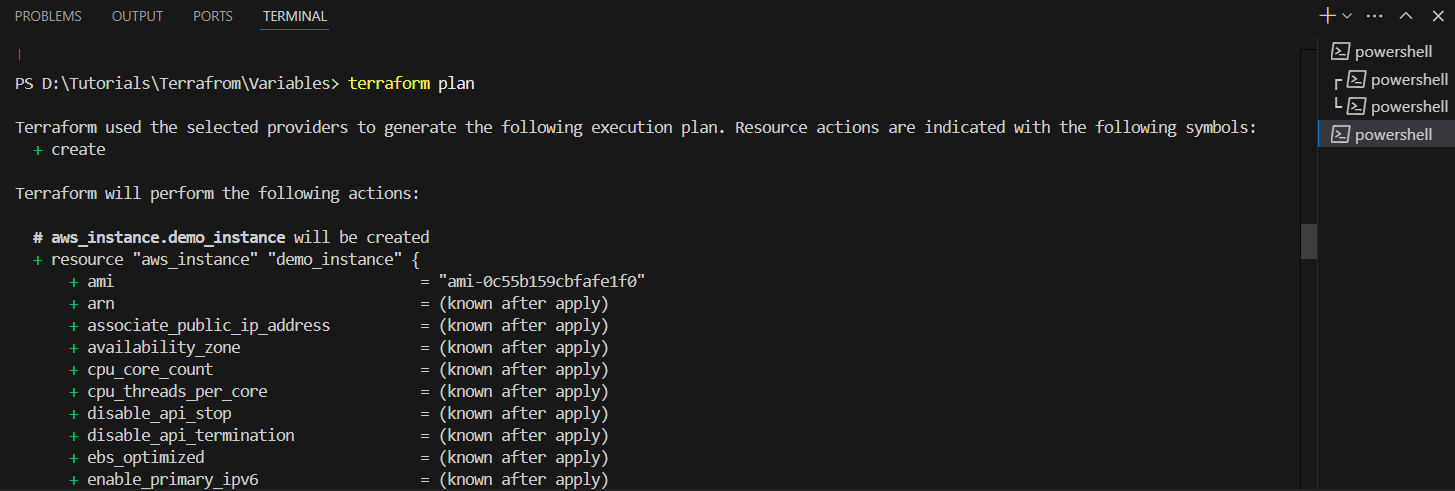 PROBLEMS OUTPUT PORTS TERMINAL
PS D:\Tutorials\Terrafrom\Variables> terraform plan
Terraform used the selected providers to generate the following execution plan. Resource actions are indicated with the following symbols:
+ create
Terraform will perform the following actions:
# aws_instance.demo_instance will be created
+ resource "aws_instance" "demo_instance" {
+ ami = "ami-0c55b159cbfafe1f0"
+ arn = (known after apply)
+ associate_public_ip_address = (known after apply)
+ availability_zone = (known after apply)
+ cpu_core_count = (known after apply)
+ cpu_threads_per_core = (known after apply)
+ disable_api_stop = (known after apply)
+ disable_api_termination = (known after apply)
+ ebs_optimized = (known after apply)
+ enable_primary_ipv6 = (known after apply)
powershell
powershell
powershell
powershell